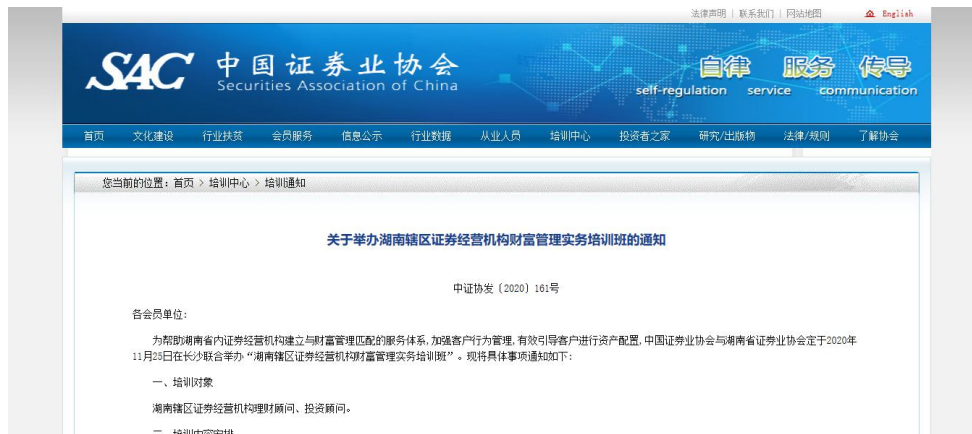 法律声明 | 联系我们 | 网站地图 English
SAC 中国证券业协会
Securities Association of China
自律 服务 传导
self-regulation service communication
首页 文化建设 行业扶贫 会员服务 信息公示 行业数据 从业人员 培训中心 投资者之家 研究/出版物 法律/规则 了解协会
您当前的位置：首页 > 培训中心 > 培训通知
关于举办湖南辖区证券经营机构财富管理实务培训班的通知
中证协发〔2020〕161号
各会员单位：
为帮助湖南省内证券经营机构建立与财富管理匹配的服务体系,加强客户行为管理,有效引导客户进行资产配置,中国证券业协会与湖南省证券业协会定于2020年
11月25日在长沙联合举办“湖南辖区证券经营机构财富管理实务培训班”。现将具体事项通知如下：
一、培训对象
湖南辖区证券经营机构理财顾问、投资顾问。
二、培训内容安排